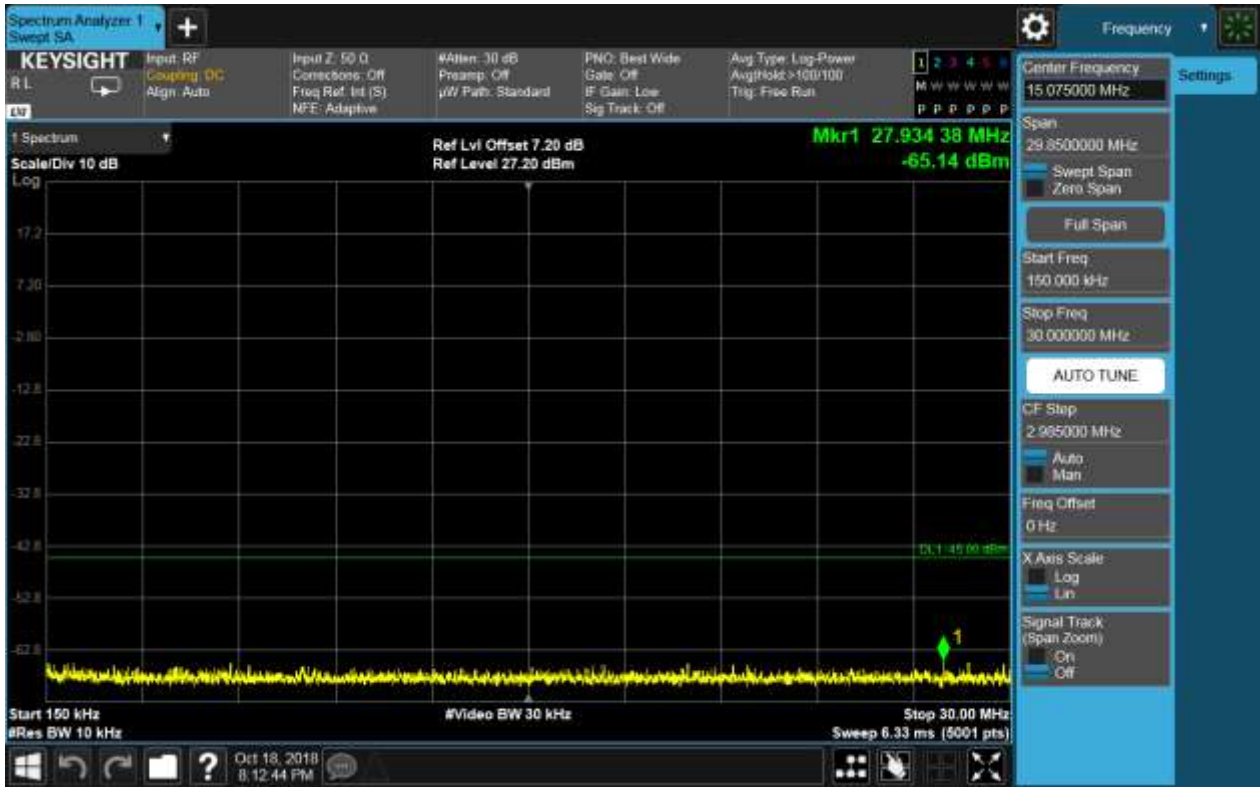 Spectrum Analyzer 1
Swept SA
+
Frequency
KEYSIGHT
R L
Input: RF
Coupling: DC
Align: Auto
Input Z: 50 Ω
Corrections: Off
Freq Ref: Int (S)
NFE: Adaptive
#Atten: 30 dB
Preamp: Off
µW Path: Standard
PNO: Best Wide
Gate: Off
IF Gain: Low
Sig Track: Off
Avg Type: Log-Power
Avg|Hold:>100/100
Trig: Free Run
1 2 3 4 5 6
M W W W W W
P P P P P P
Center Frequency
15.075000 MHz
Settings
Span
29.8500000 MHz
Swept Span
Zero Span
Full Span
Start Freq
150.000 kHz
Stop Freq
30.000000 MHz
AUTO TUNE
CF Step
2.985000 MHz
Auto
Man
Freq Offset
0 Hz
X Axis Scale
Log
Lin
Signal Track
(Span Zoom)
On
Off
1 Spectrum
Scale/Div 10 dB
Log
Ref Lvl Offset 7.20 dB
Ref Level 27.20 dBm
Mkr1 27.934 38 MHz
-65.14 dBm
17.2
7.20
-2.80
-12.8
-22.8
-32.8
-42.8
DL1 -45.00 dBm
-52.8
-62.8
1
Start 150 kHz
#Video BW 30 kHz
Stop 30.00 MHz
#Res BW 10 kHz
Sweep 6.33 ms (5001 pts)
?
Oct 18, 2018
8:12:44 PM